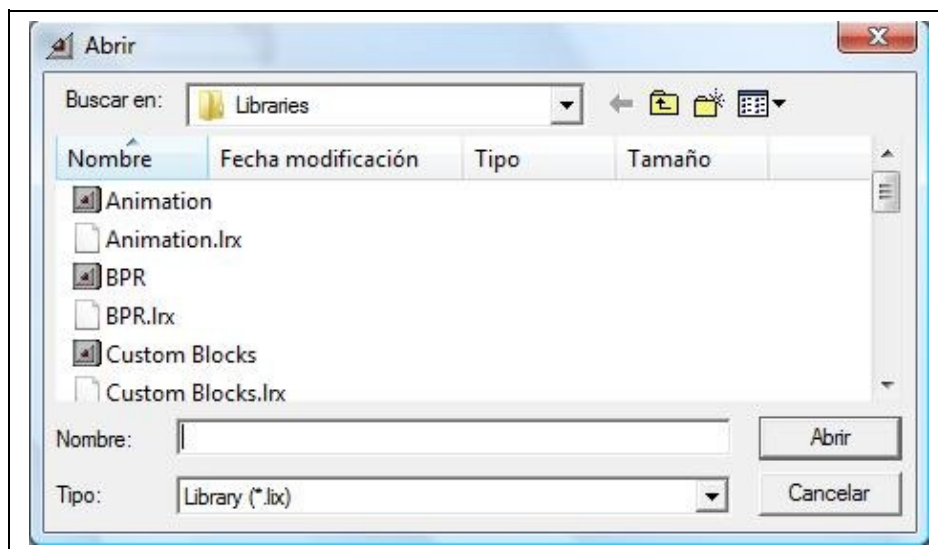 Abrir
Buscar en: Libraries
Nombre Fecha modificación Tipo Tamaño
Animation
Animation.lrx
BPR
BPR.lrx
Custom Blocks
Custom Blocks.lrx
Nombre: Abrir
Tipo: Library (*.lix) Cancelar